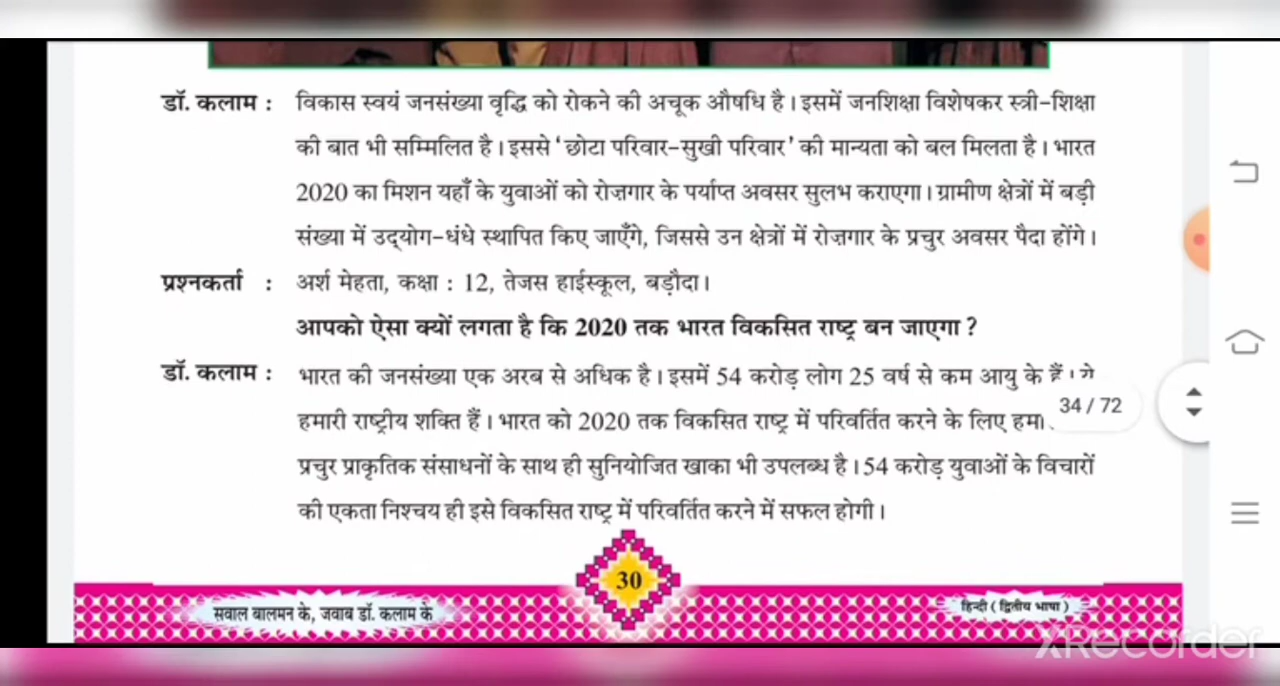 डॉ. कलाम : विकास स्वयं जनसंख्या वृद्धि को रोकने की अचूक औषधि है। इसमें जनशिक्षा विशेषकर स्त्री-शिक्षा
की बात भी सम्मिलित है। इससे ‘छोटा परिवार-सुखी परिवार’ की मान्यता को बल मिलता है। भारत
2020 का मिशन यहाँ के युवाओं को रोज़गार के पर्याप्त अवसर सुलभ कराएगा। ग्रामीण क्षेत्रों में बड़ी
संख्या में उद्‌योग-धंधे स्थापित किए जाएँगे, जिससे उन क्षेत्रों में रोज़गार के प्रचुर अवसर पैदा होंगे।
प्रश्नकर्ता : अर्श मेहता, कक्षा : 12, तेजस हाईस्कूल, बड़ौदा।
आपको ऐसा क्यों लगता है कि 2020 तक भारत विकसित राष्ट्र बन जाएगा ?
डॉ. कलाम : भारत की जनसंख्या एक अरब से अधिक है। इसमें 54 करोड़ लोग 25 वर्ष से कम आयु के हैं।
34 / 72
हमारी राष्ट्रीय शक्ति हैं। भारत को 2020 तक विकसित राष्ट्र में परिवर्तित करने के लिए
प्रचुर प्राकृतिक संसाधनों के साथ ही सुनियोजित खाका भी उपलब्ध है। 54 करोड़ युवाओं के विचारों
की एकता निश्चय ही इसे विकसित राष्ट्र में परिवर्तित करने में सफल होगी।
30
सवाल बालमन के, जवाब डॉ. कलाम के
हिन्दी (द्वितीय भाषा)
XRecorder